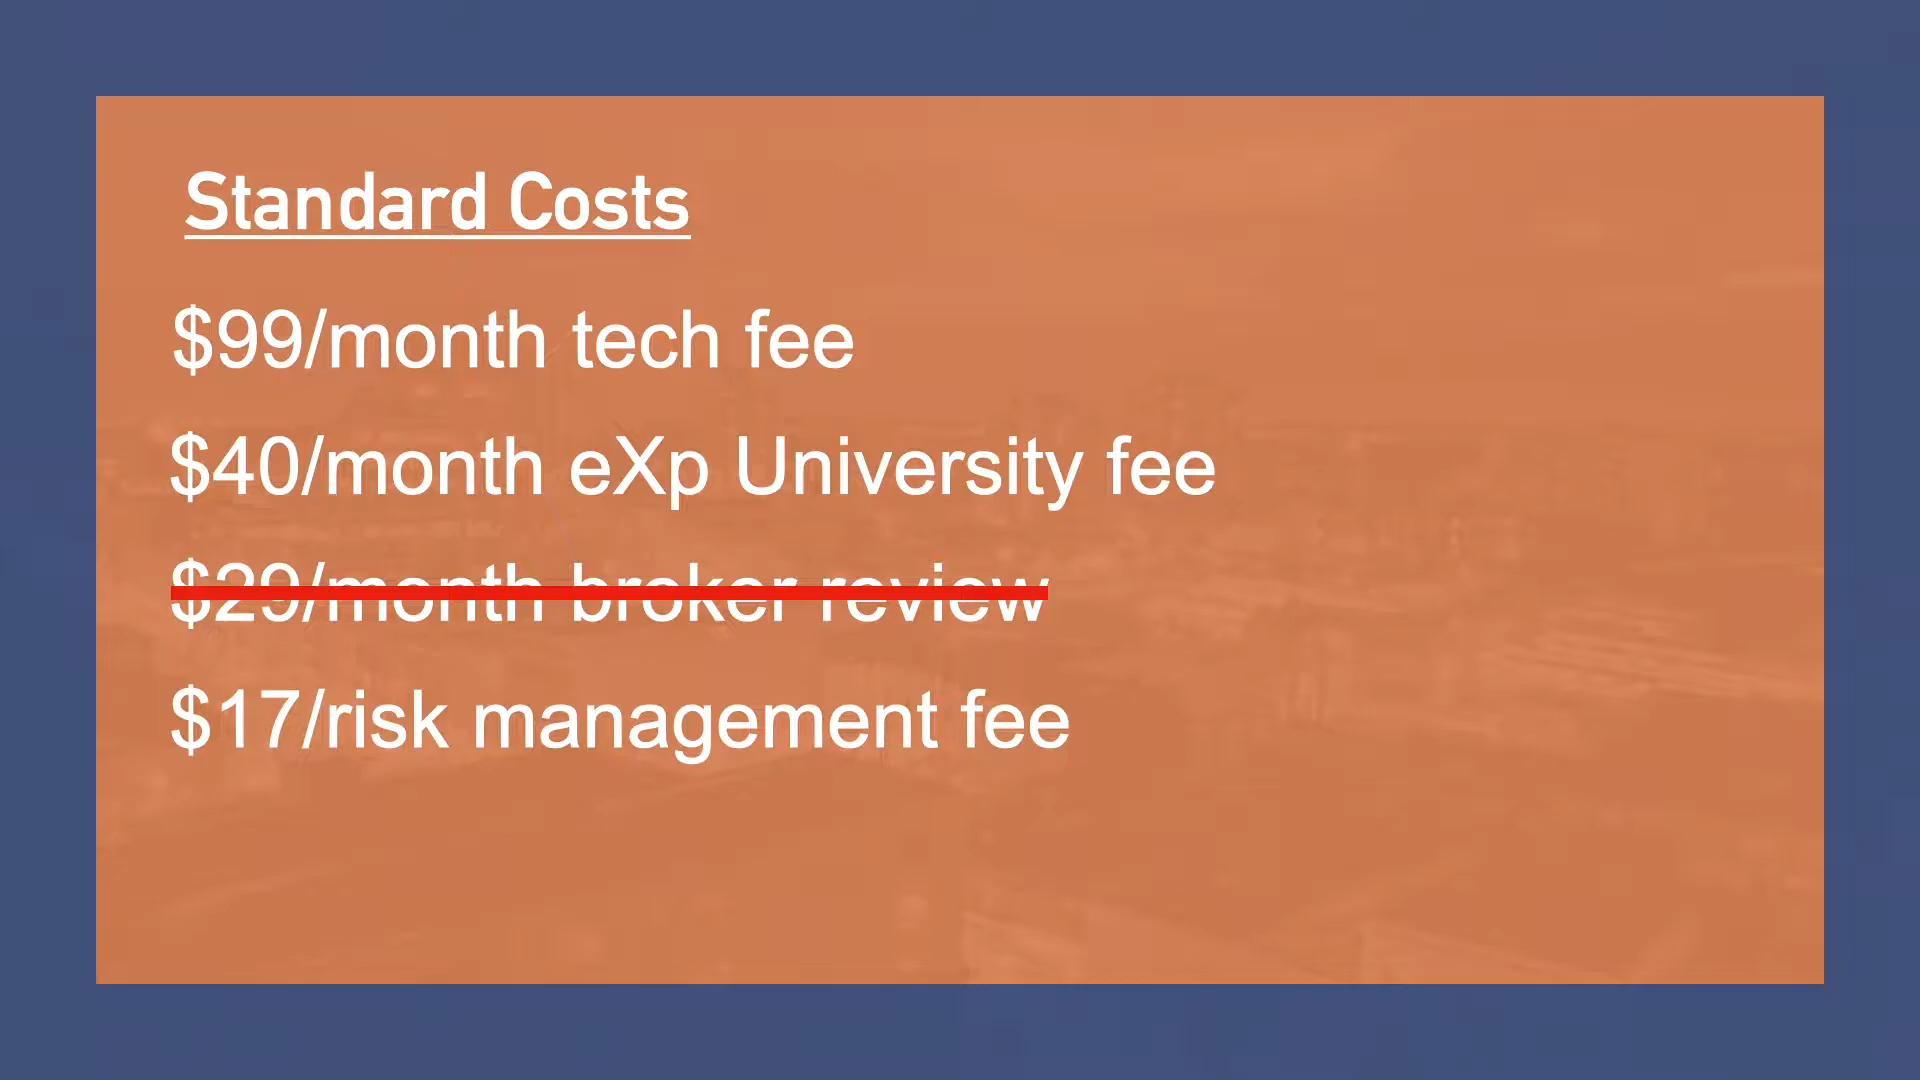 Standard Costs
$99/month tech fee
$40/month eXp University fee
$29/month broker review
$17/risk management fee